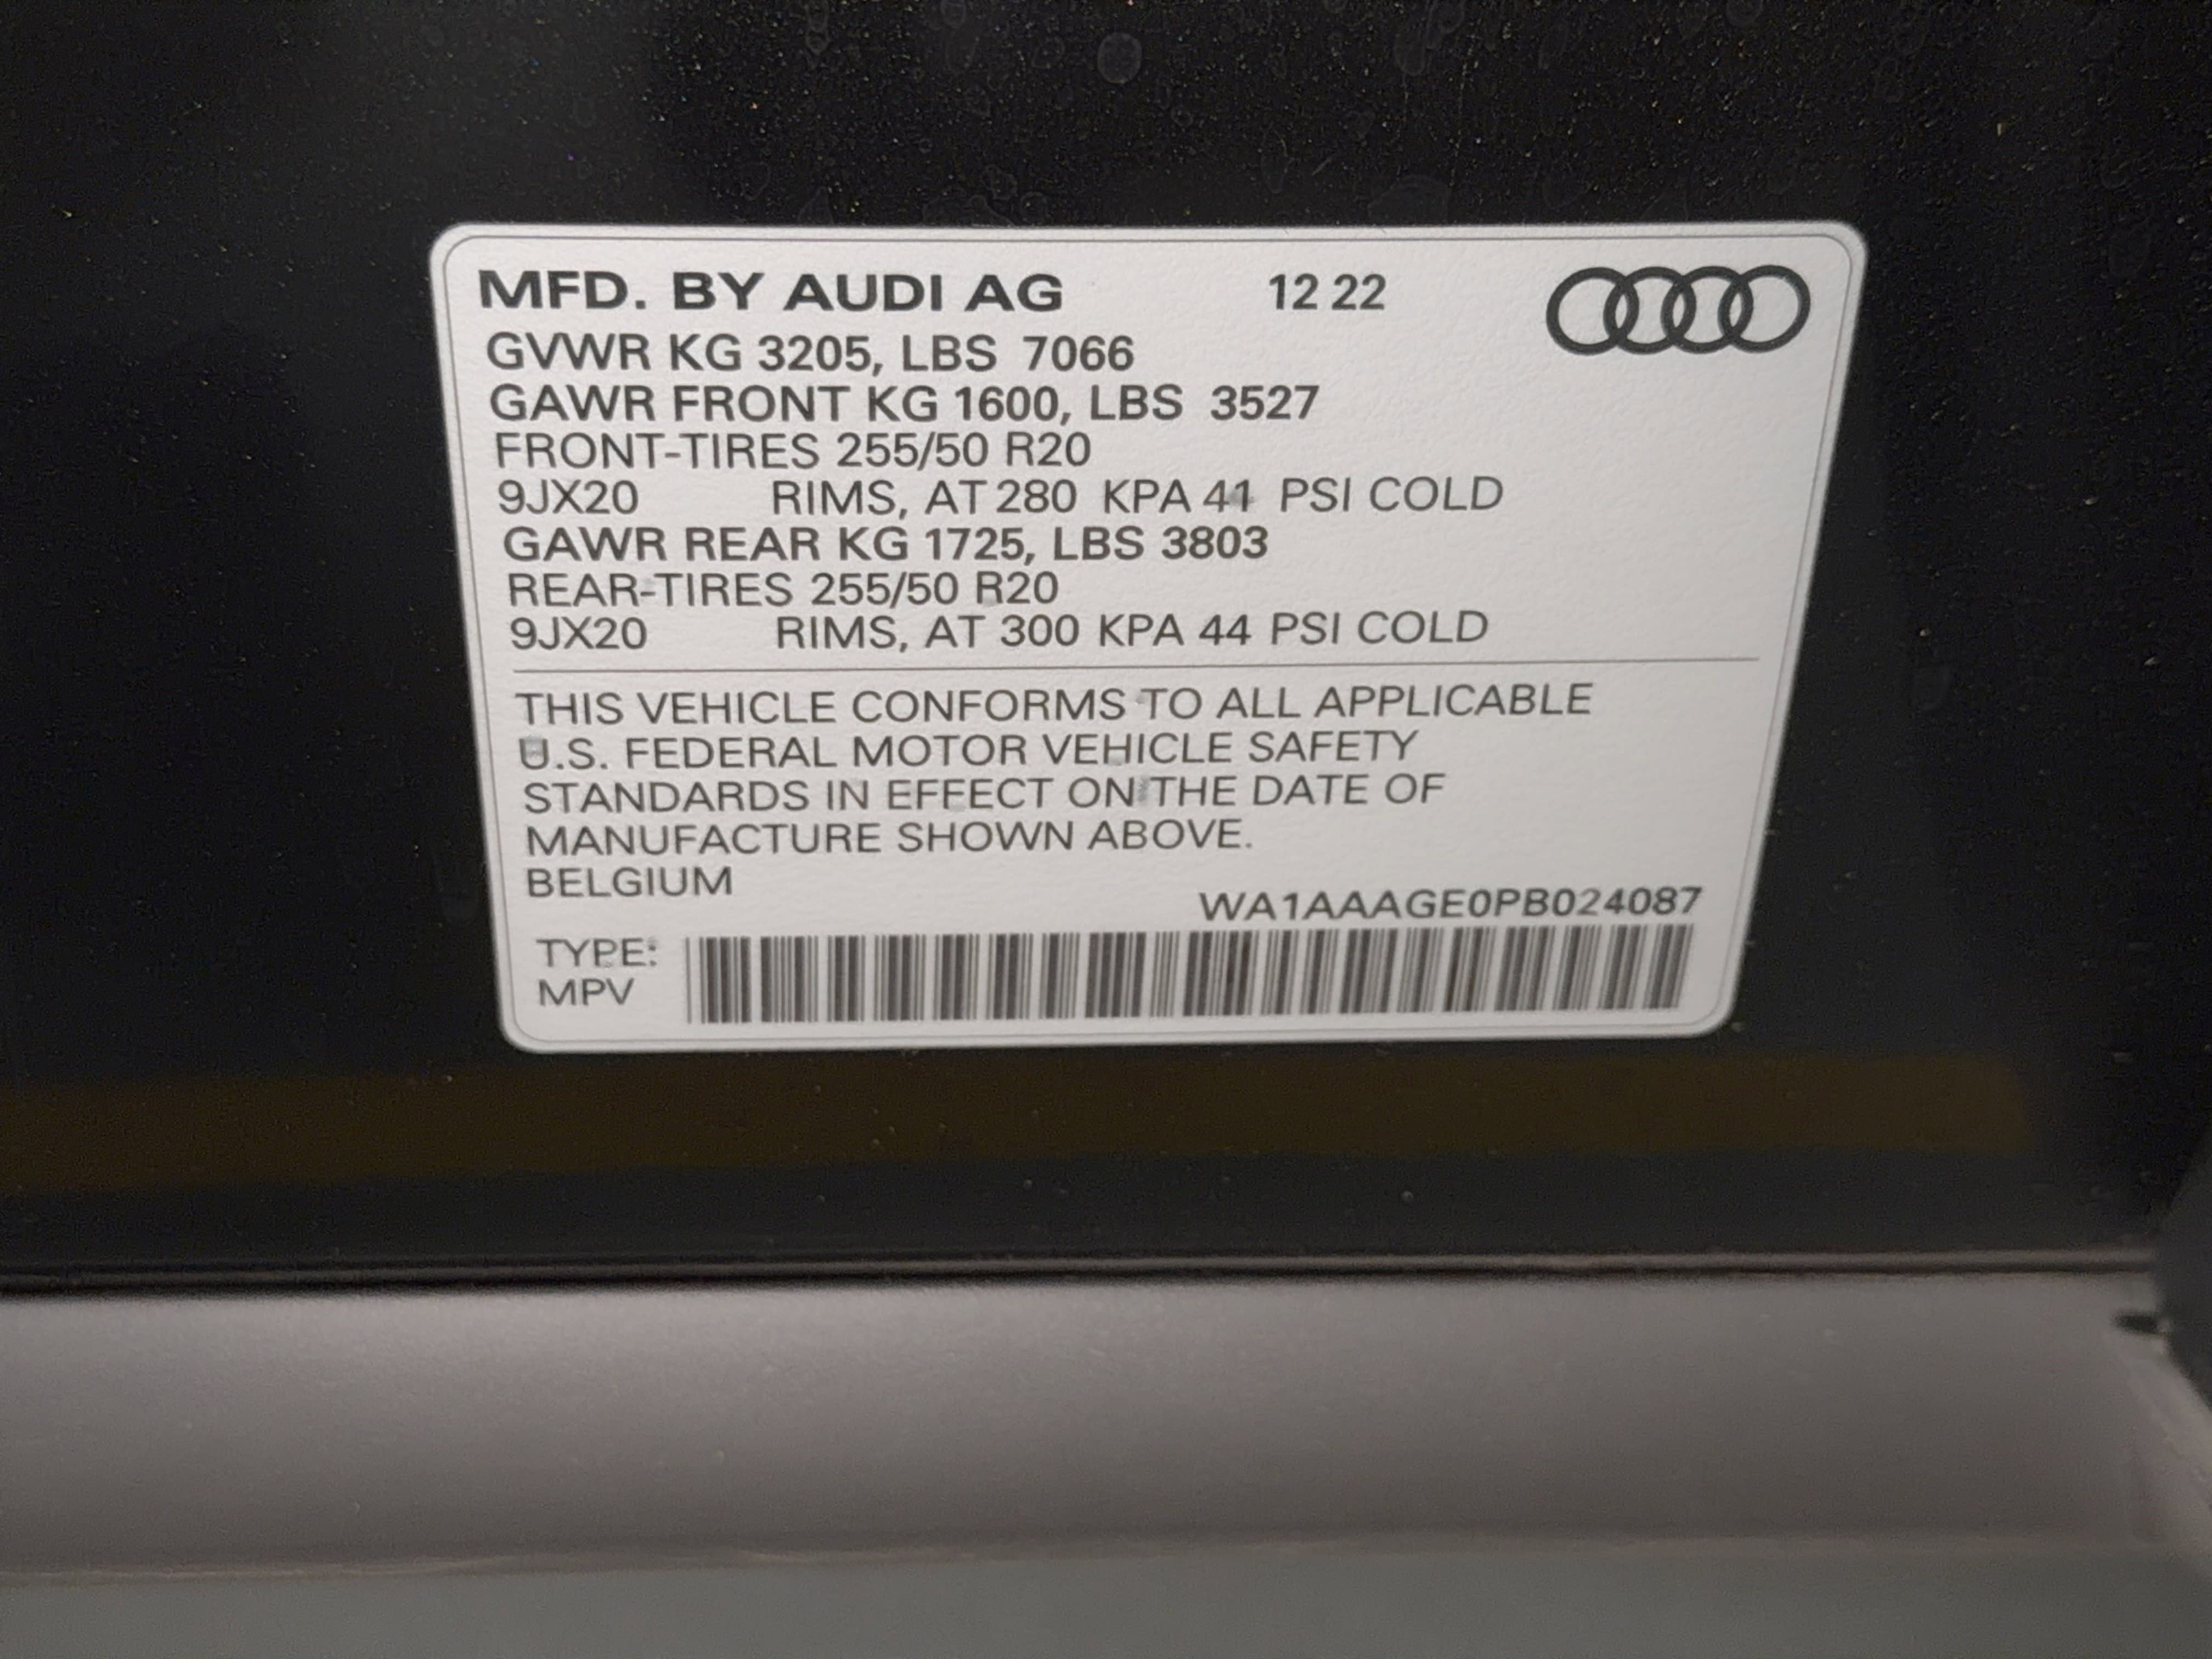 MFD. BY AUDI AG 12 22
GVWR KG 3205, LBS 7066
GAWR FRONT KG 1600, LBS 3527
FRONT-TIRES 255/50 R20
9JX20 RIMS, AT 280 KPA 41 PSI COLD
GAWR REAR KG 1725, LBS 3803
REAR-TIRES 255/50 R20
9JX20 RIMS, AT 300 KPA 44 PSI COLD
THIS VEHICLE CONFORMS TO ALL APPLICABLE
U.S. FEDERAL MOTOR VEHICLE SAFETY
STANDARDS IN EFFECT ON THE DATE OF
MANUFACTURE SHOWN ABOVE.
BELGIUM
WA1AAAGE0PB024087
TYPE:
MPV